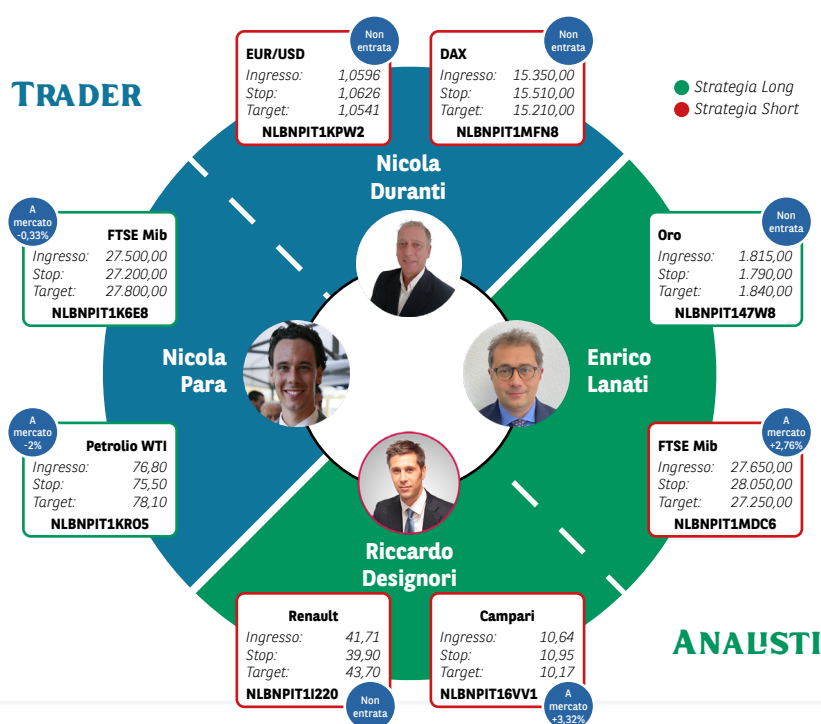 TRADER
Non
entrata
EUR/USD
Ingresso: 1,0596
Stop: 1,0626
Target: 1,0541
NLBNPIT1KPW2
Non
entrata
DAX
Ingresso: 15.350,00
Stop: 15.510,00
Target: 15.210,00
NLBNPIT1MFN8
Strategia Long
Strategia Short
Nicola
Duranti
A
mercato
-0,33%
FTSE Mib
Ingresso: 27.500,00
Stop: 27.200,00
Target: 27.800,00
NLBNPIT1K6E8
Non
entrata
Oro
Ingresso: 1.815,00
Stop: 1.790,00
Target: 1.840,00
NLBNPIT147W8
Nicola
Para
Enrico
Lanati
A
mercato
-2%
Petrolio WTI
Ingresso: 76,80
Stop: 75,50
Target: 78,10
NLBNPIT1KRO5
A
mercato
+2,76%
FTSE Mib
Ingresso: 27.650,00
Stop: 28.050,00
Target: 27.250,00
NLBNPIT1MDC6
Riccardo
Designori
Renault
Ingresso: 41,71
Stop: 39,90
Target: 43,70
NLBNPIT1I220
Non
entrata
Campari
Ingresso: 10,64
Stop: 10,95
Target: 10,17
NLBNPIT16VV1
A
mercato
+3,32%
ANALISTI